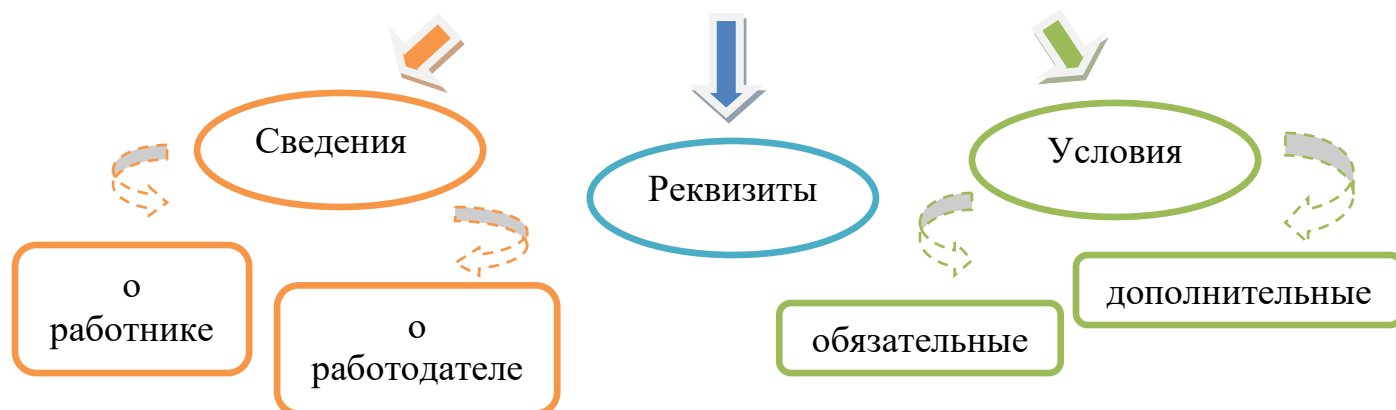 Сведения
Реквизиты
Условия
о
работнике
о
работодателе
обязательные
дополнительные